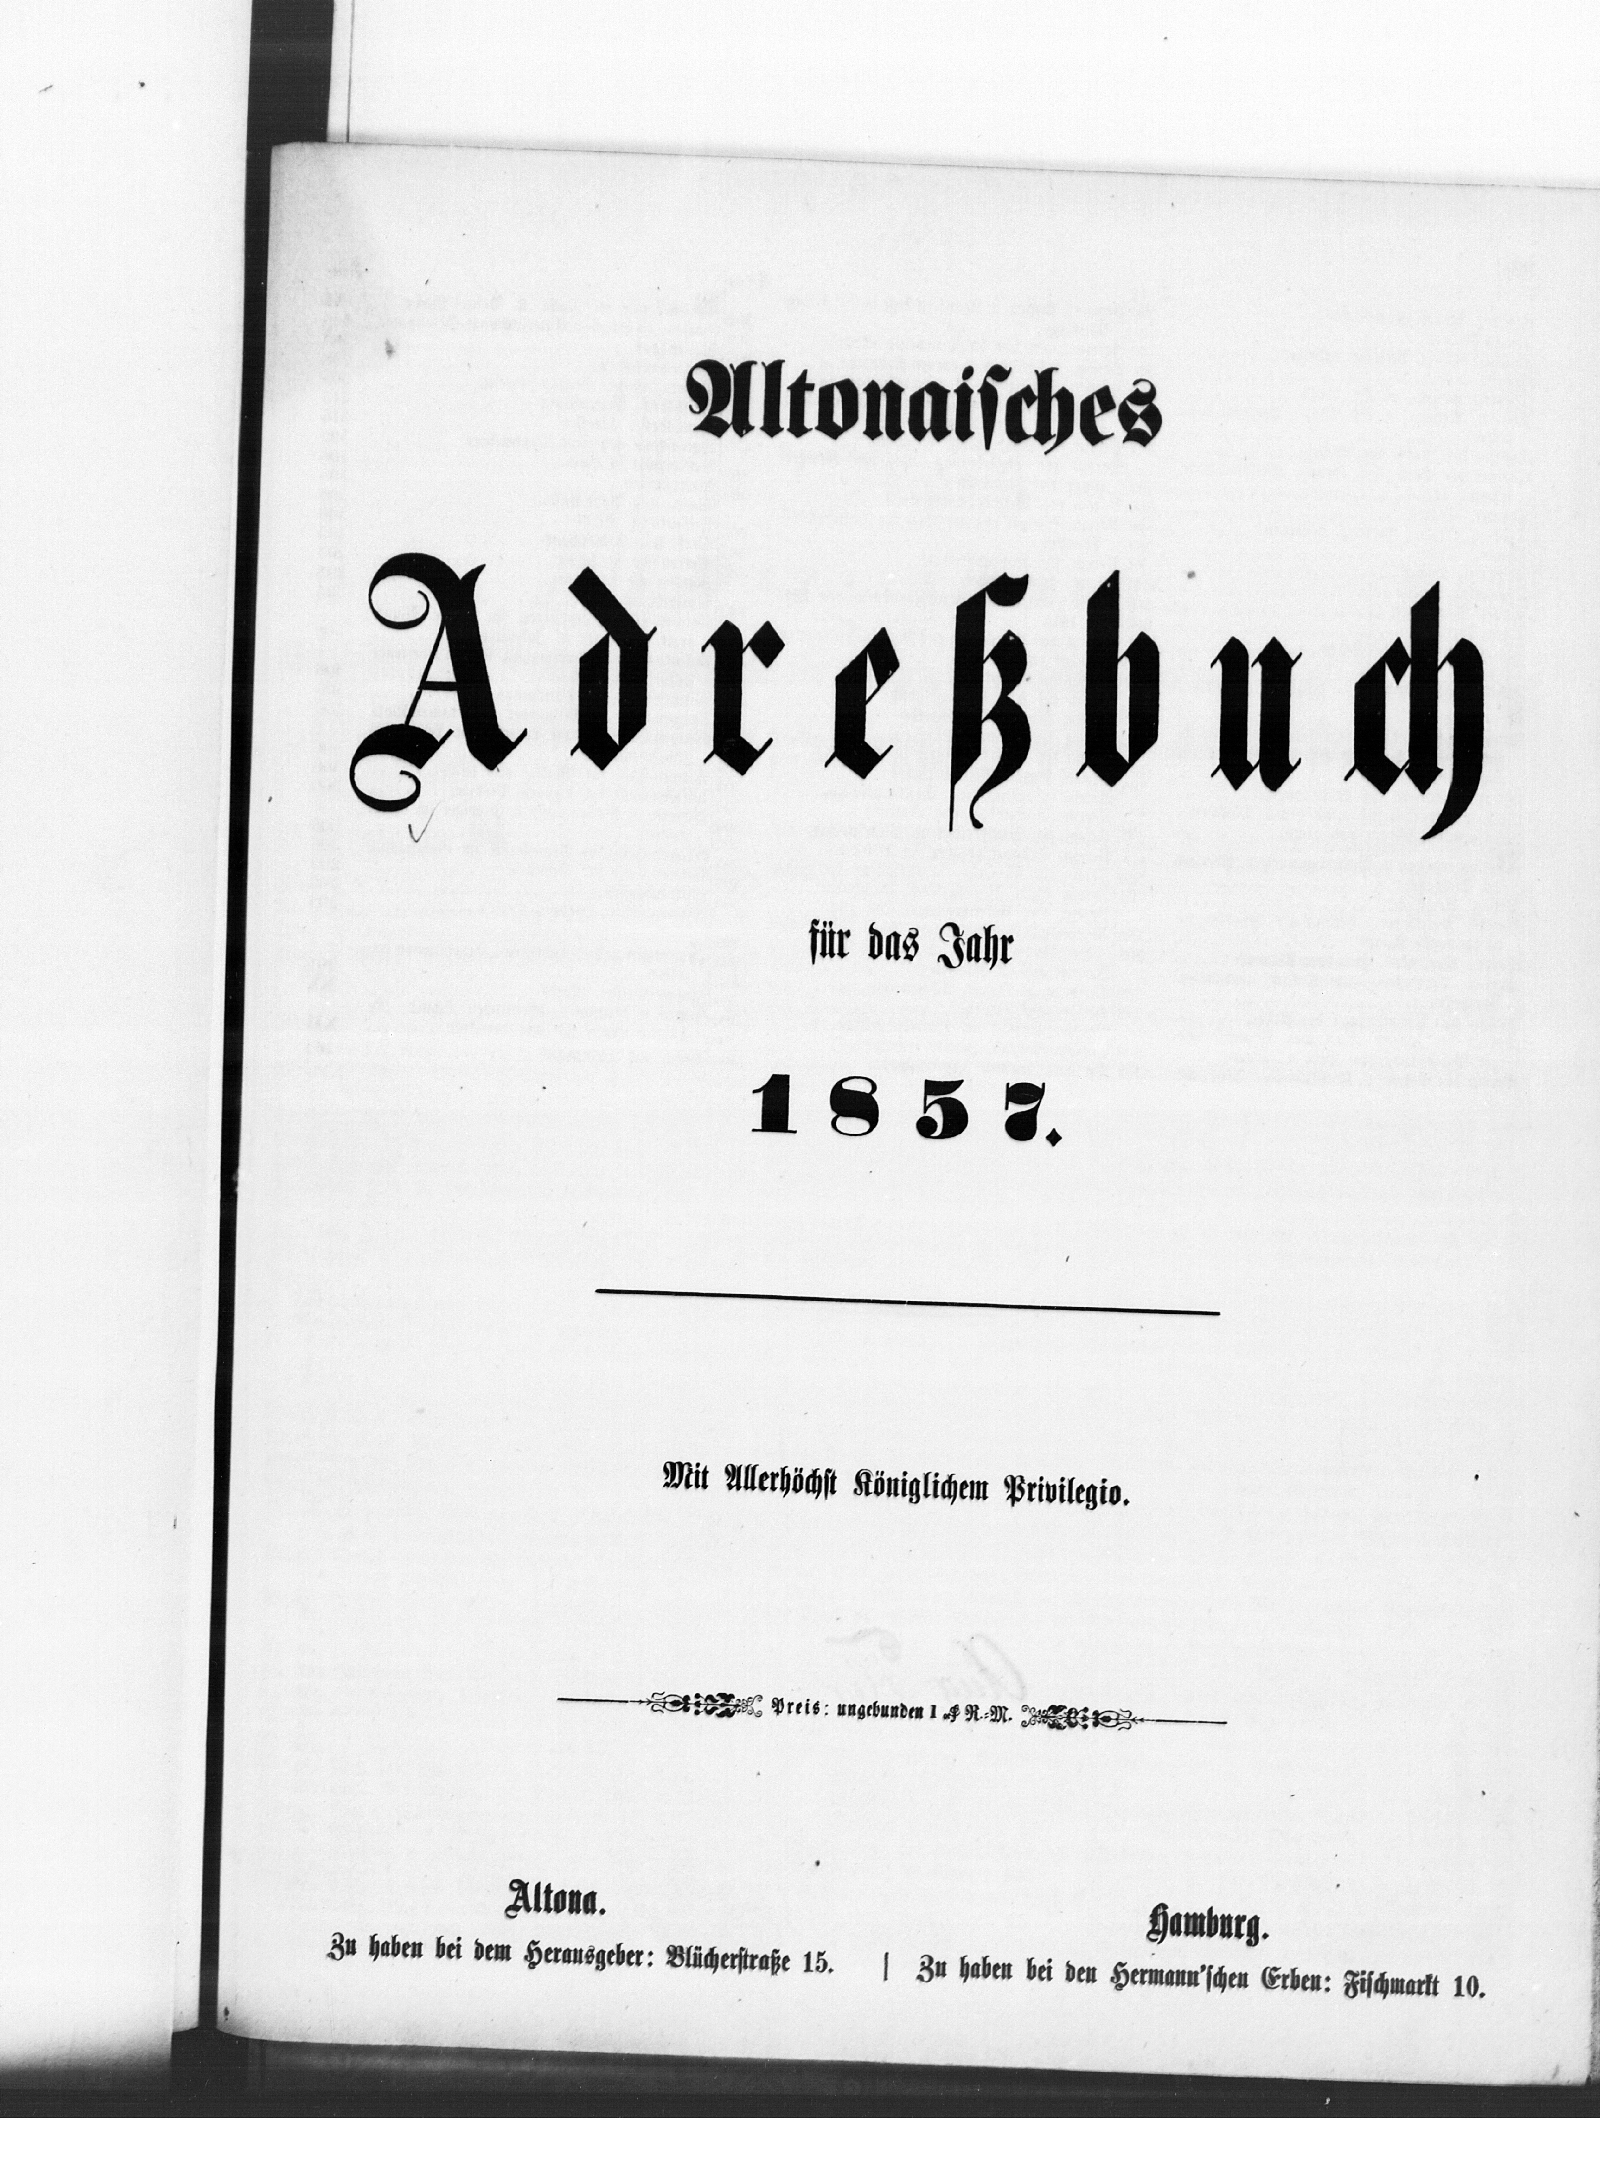 Altonaisches
Adreßbuch
für das Jahr
1857.
Mit Allerhöchst Königlichem Privilegio.
Preis: ungebunden 1 R.-M.
Altona.
Zu haben bei dem Herausgeber: Blücherstraße 15.
Hamburg.
Zu haben bei den Hermann'schen Erben: Fischmarkt 10.